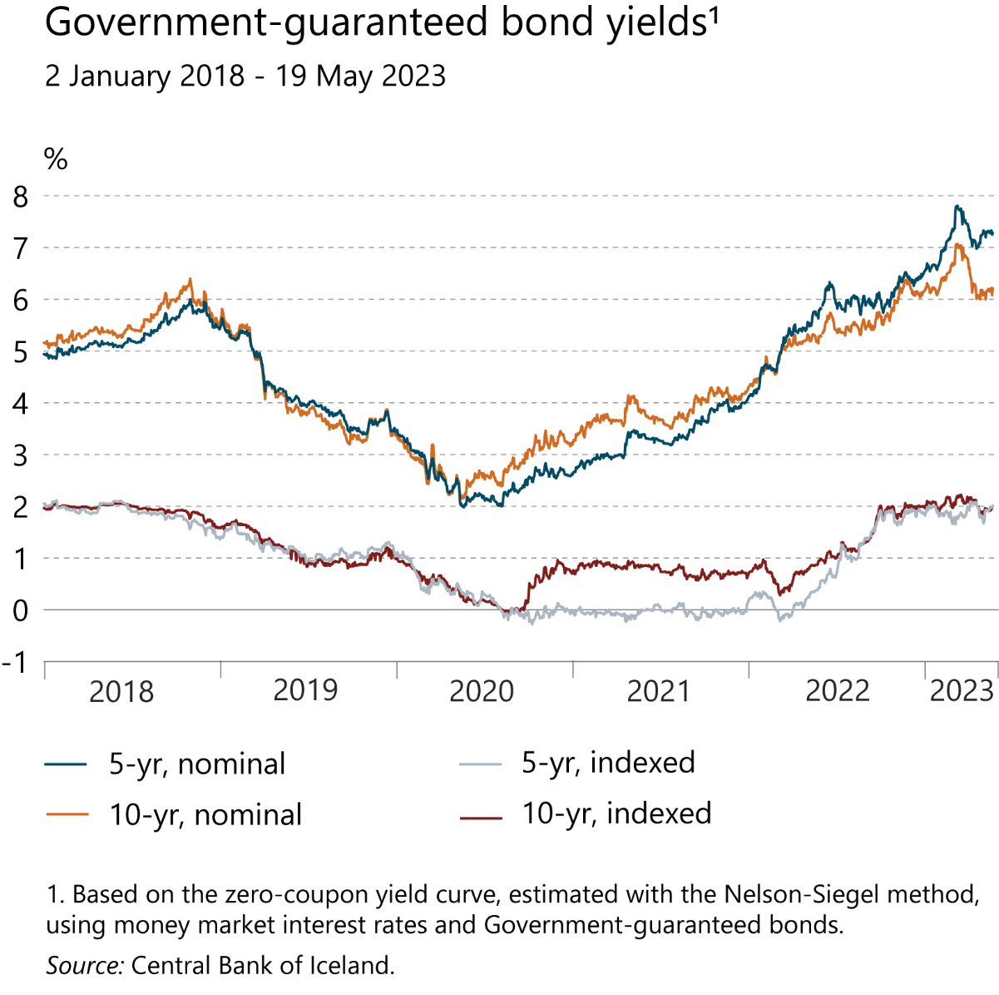 Government-guaranteed bond yields¹
2 January 2018 - 19 May 2023
%
8
7
6
5
4
3
2
1
0
-1
2018 2019 2020 2021 2022 2023
5-yr, nominal 5-yr, indexed
10-yr, nominal 10-yr, indexed
1. Based on the zero-coupon yield curve, estimated with the Nelson-Siegel method,
using money market interest rates and Government-guaranteed bonds.
Source: Central Bank of Iceland.